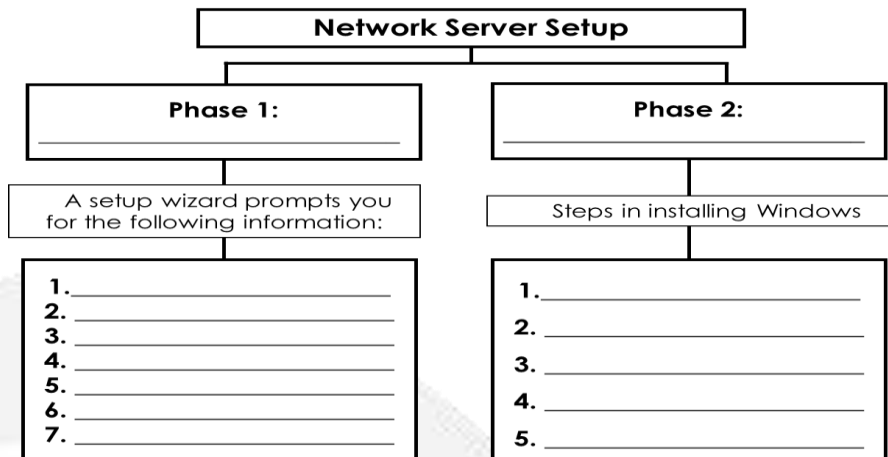 Network Server Setup
Phase 1:
Phase 2:
A setup wizard prompts you
for the following information:
Steps in installing Windows
1.
2.
3.
4.
5.
6.
7.
1.
2.
3.
4.
5.